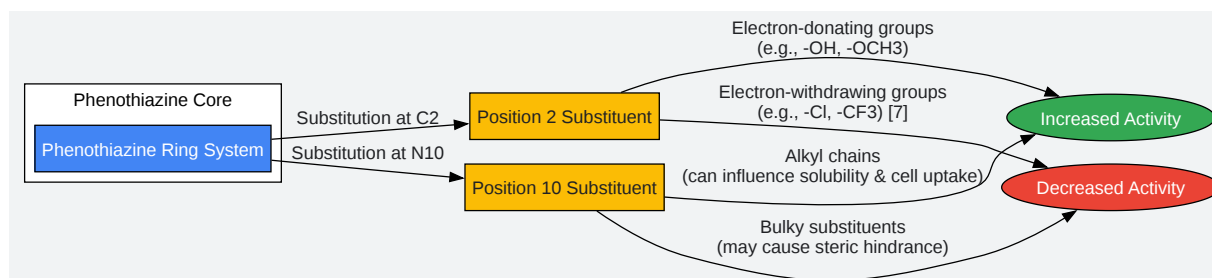 Phenothiazine Core
Phenothiazine Ring System
Substitution at C2
Substitution at N10
Position 2 Substituent
Position 10 Substituent
Electron-donating groups
(e.g., -OH, -OCH3)
Electron-withdrawing groups
(e.g., -Cl, -CF3) [7]
Alkyl chains
(can influence solubility & cell uptake)
Bulky substituents
(may cause steric hindrance)
Increased Activity
Decreased Activity